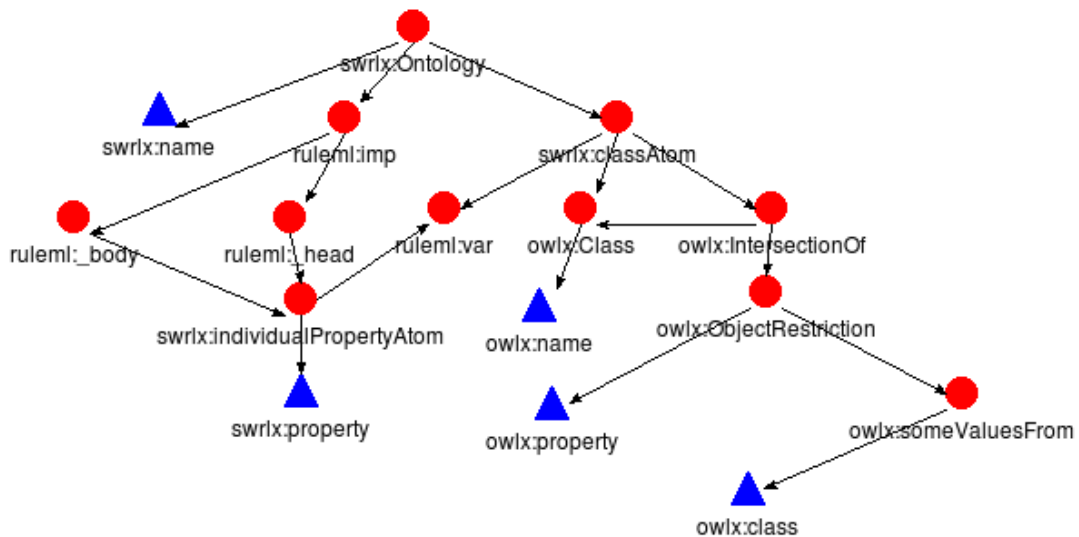 swrlx:Ontology
swrlx:name
ruleml:imp
swrlx:classAtom
ruleml:_body
ruleml:_head
ruleml:var
owlx:Class
owlx:IntersectionOf
swrlx:individualPropertyAtom
owlx:name
owlx:ObjectRestriction
swrlx:property
owlx:property
owlx:someValuesFrom
owlx:class